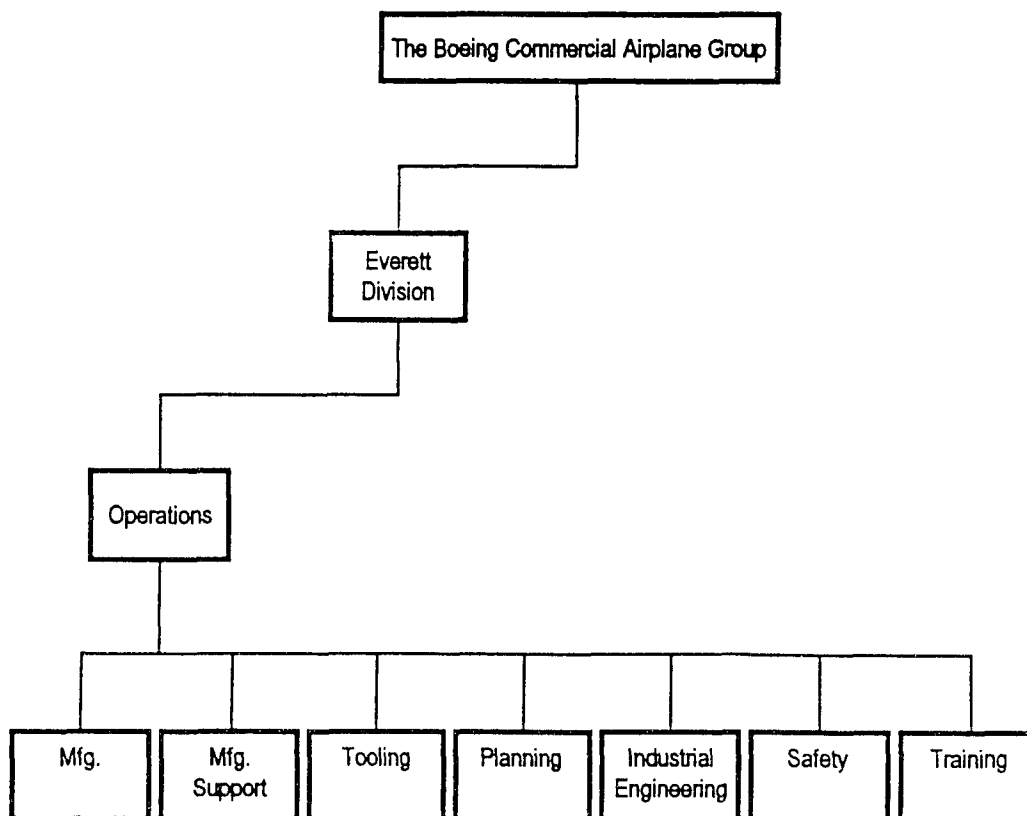 The Boeing Commercial Airplane Group
Everett
Division
Operations
Mfg.
Mfg.
Support
Tooling
Planning
Industrial
Engineering
Safety
Training